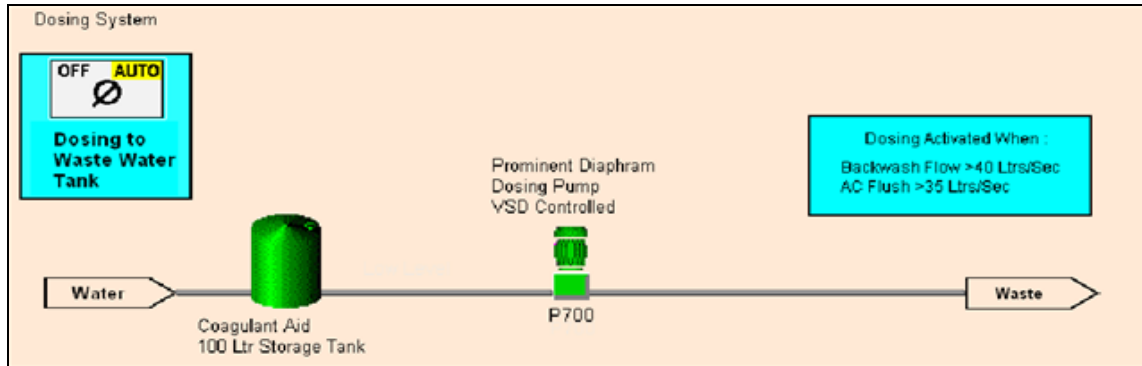 Dosing System
OFF AUTO
Dosing to
Waste Water
Tank
Prominent Diaphram
Dosing Pump
VSD Controlled
Dosing Activated When :
Backwash Flow >40 Ltrs/Sec
AC Flush >35 Ltrs/Sec
Water
Waste
P700
Coagulant Aid
100 Ltr Storage Tank